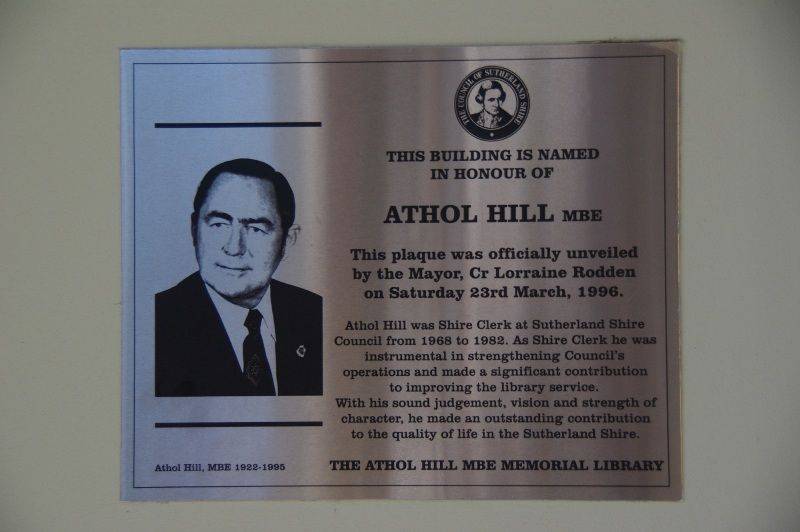 THE COUNCIL OF SUTHERLAND SHIRE
THIS BUILDING IS NAMED
IN HONOUR OF
ATHOL HILL MBE
This plaque was officially unveiled
by the Mayor, Cr Lorraine Rodden
on Saturday 23rd March, 1996.
Athol Hill was Shire Clerk at Sutherland Shire
Council from 1968 to 1982. As Shire Clerk he was
instrumental in strengthening Council's
operations and made a significant contribution
to improving the library service.
With his sound judgement, vision and strength of
character, he made an outstanding contribution
to the quality of life in the Sutherland Shire.
Athol Hill, MBE 1922-1995
THE ATHOL HILL MBE MEMORIAL LIBRARY